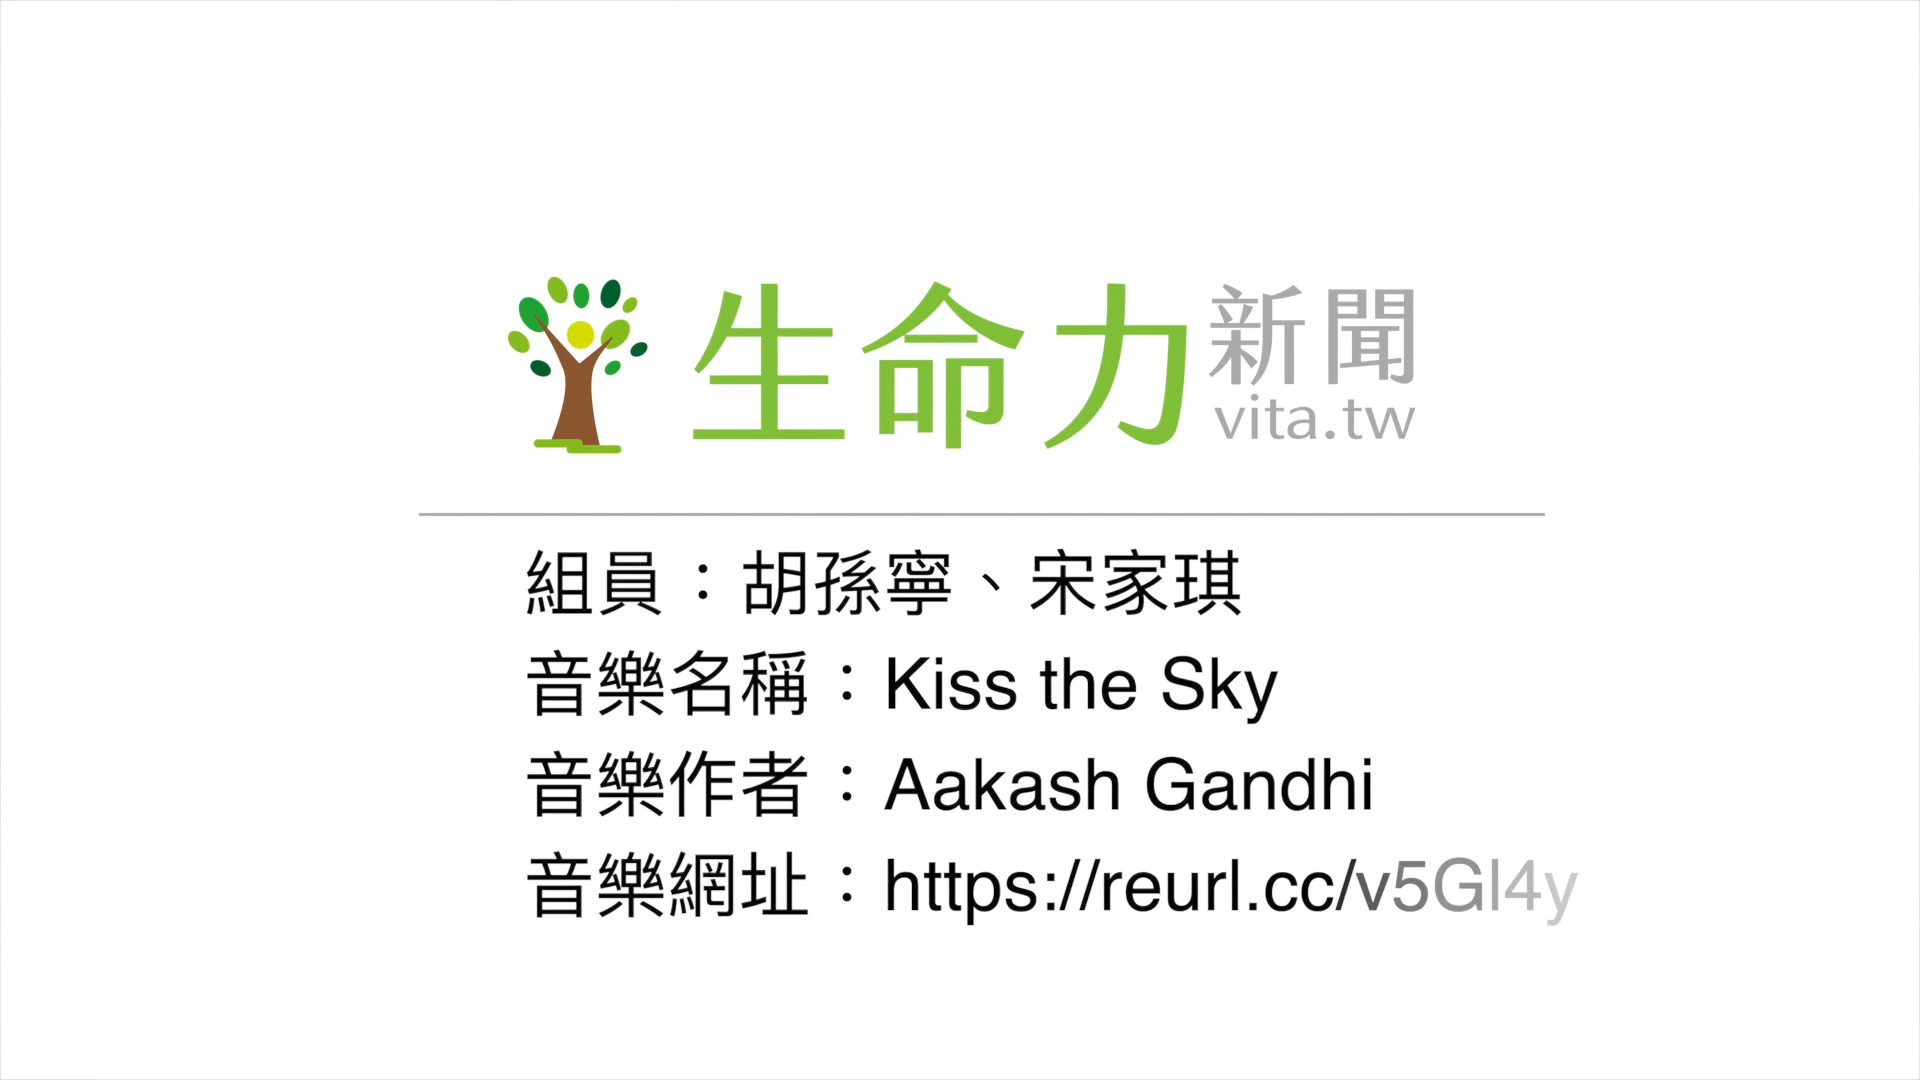 生命力新聞
vita.tw
組員：胡孫寧、宋家琪
音樂名稱：Kiss the Sky
音樂作者：Aakash Gandhi
音樂網址：https://reurl.cc/v5Gl4y